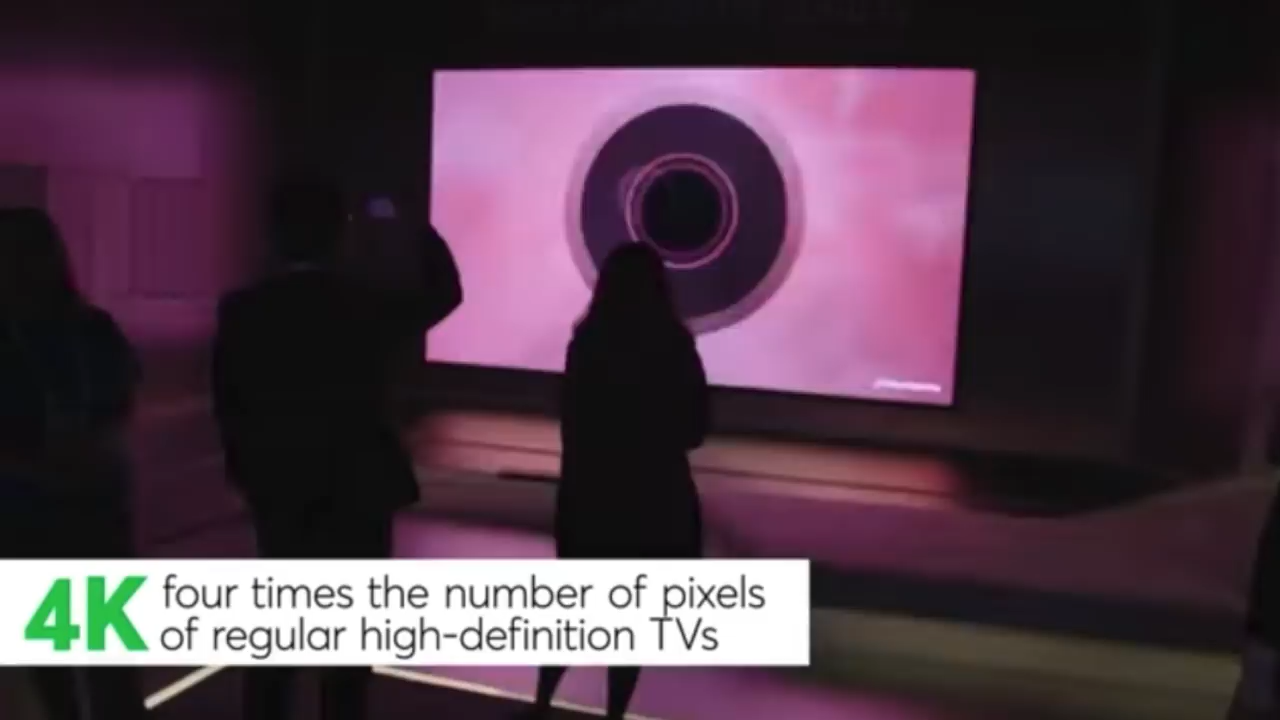 4K four times the number of pixels
of regular high-definition TVs